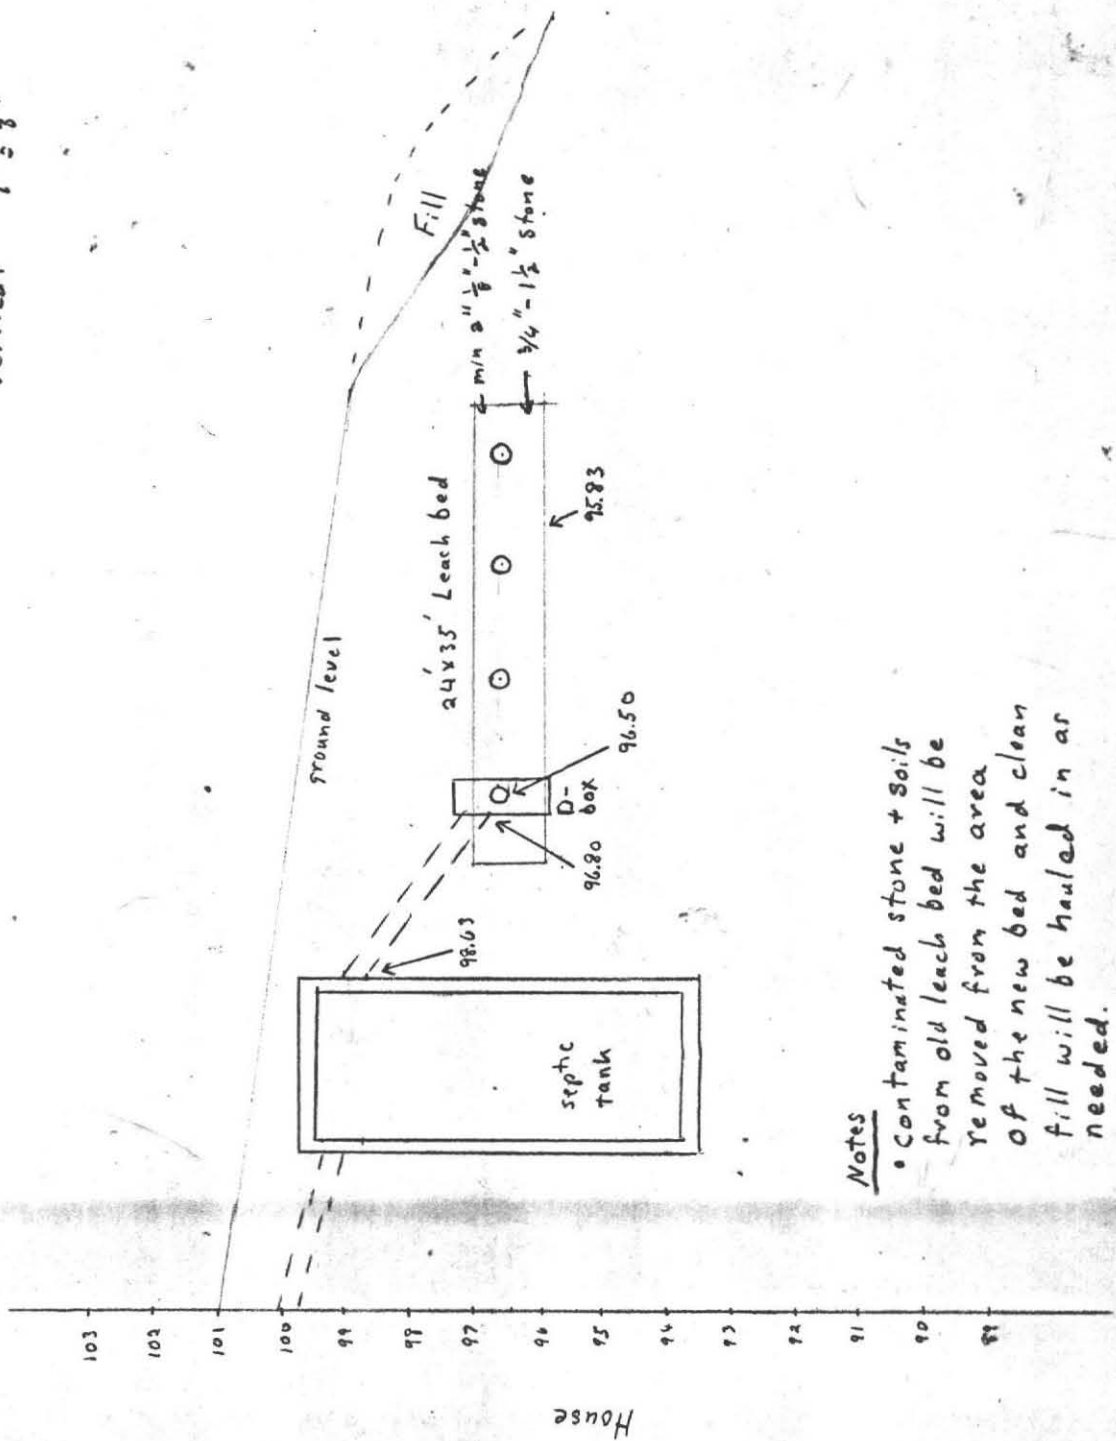 ground level
Fill
24'x35' Leach bed
min 2" 1/8"-1/2" stone
3/4"-1 1/2" stone
98.63
96.80
96.50
95.83
D-
box
septic
tank
House
103
102
101
100
99
98
97
96
95
94
93
92
91
90
89
Notes
• Contaminated stone + soils
from old leach bed will be
removed from the area
of the new bed and clean
fill will be hauled in as
needed.